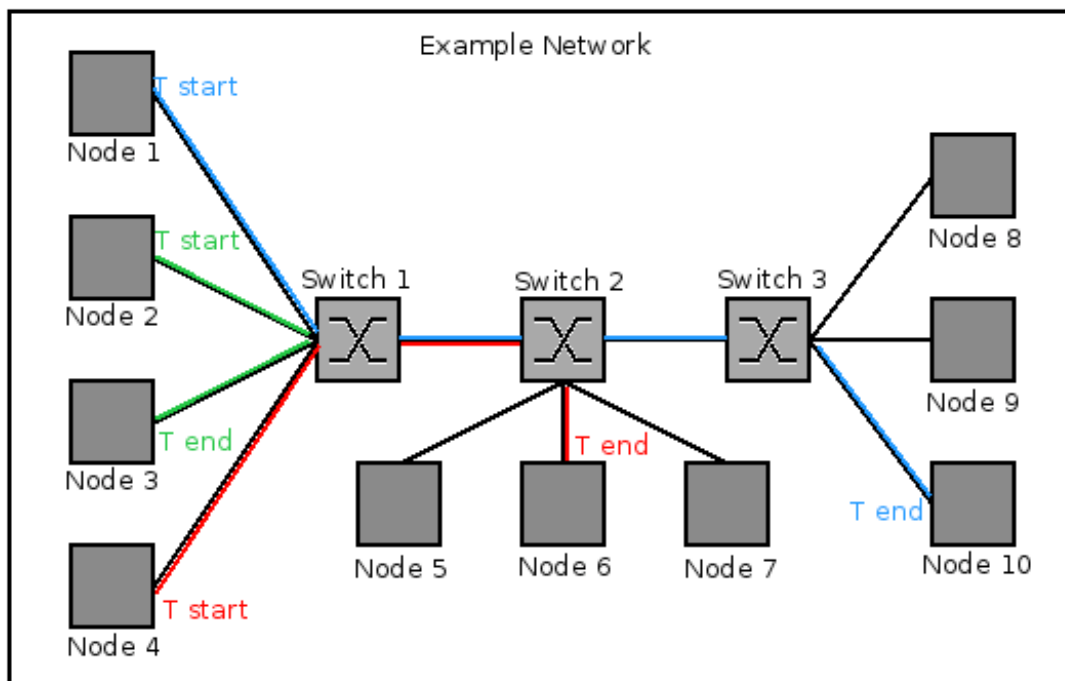 Example Network
T start
Node 1
T start
Node 2
Switch 1
Switch 2
Switch 3
Node 8
Node 3
T end
Node 9
T end
Node 4
T start
Node 5
Node 6
Node 7
T end
Node 10